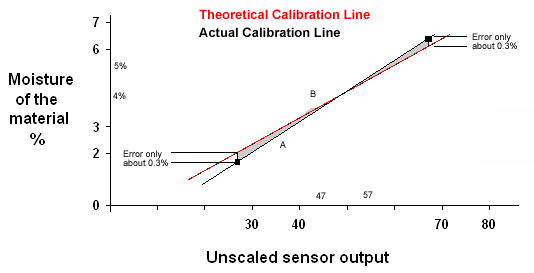 Theoretical Calibration Line
Actual Calibration Line
7
6
5%
4%
3
2
0
Moisture
of the
material
%
Error only
about 0.3%
Error only
about 0.3%
B
A
47
57
30
40
70
80
Unscaled sensor output